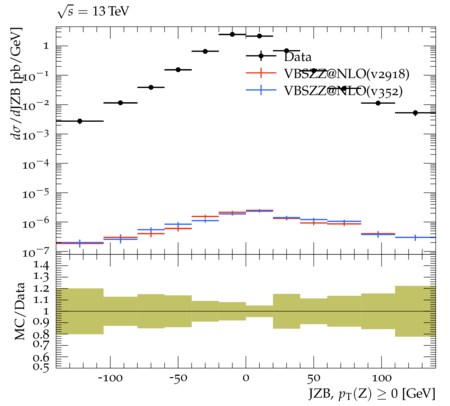 √s = 13 TeV
dσ/dJZB [pb/GeV]
1
10⁻¹
10⁻²
10⁻³
10⁻⁴
10⁻⁵
10⁻⁶
10⁻⁷
Data
VBSZZ@NLO(v2918)
VBSZZ@NLO(v352)
MC/Data
1.4
1.3
1.2
1.1
1
0.9
0.8
0.7
0.6
0.5
-100 -50 0 50 100
JZB, p_T(Z) ≥ 0 [GeV]